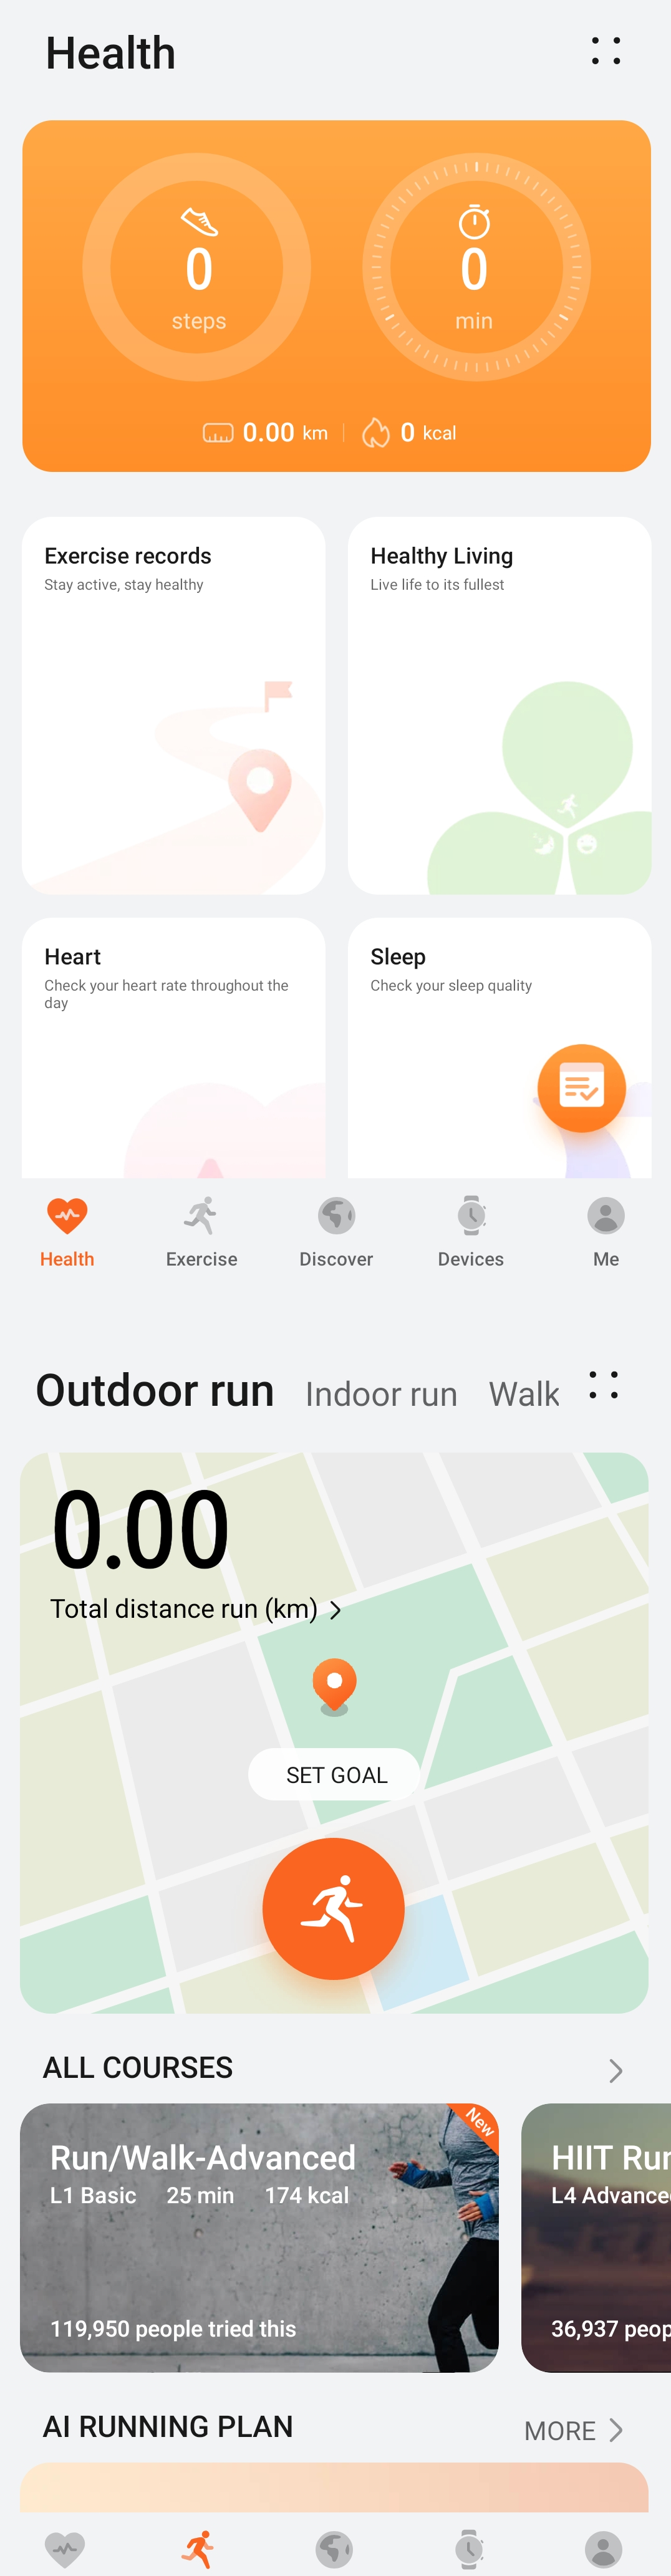 Health
0
steps
0
min
0.00 km
0 kcal
Exercise records
Stay active, stay healthy
Healthy Living
Live life to its fullest
Heart
Check your heart rate throughout the
day
Sleep
Check your sleep quality
Health
Exercise
Discover
Devices
Me
Outdoor run
Indoor run
Walk
0.00
Total distance run (km)
SET GOAL
ALL COURSES
New
Run/Walk-Advanced
L1 Basic 25 min 174 kcal
119,950 people tried this
HIIT
L4
36,937
AI RUNNING PLAN
MORE